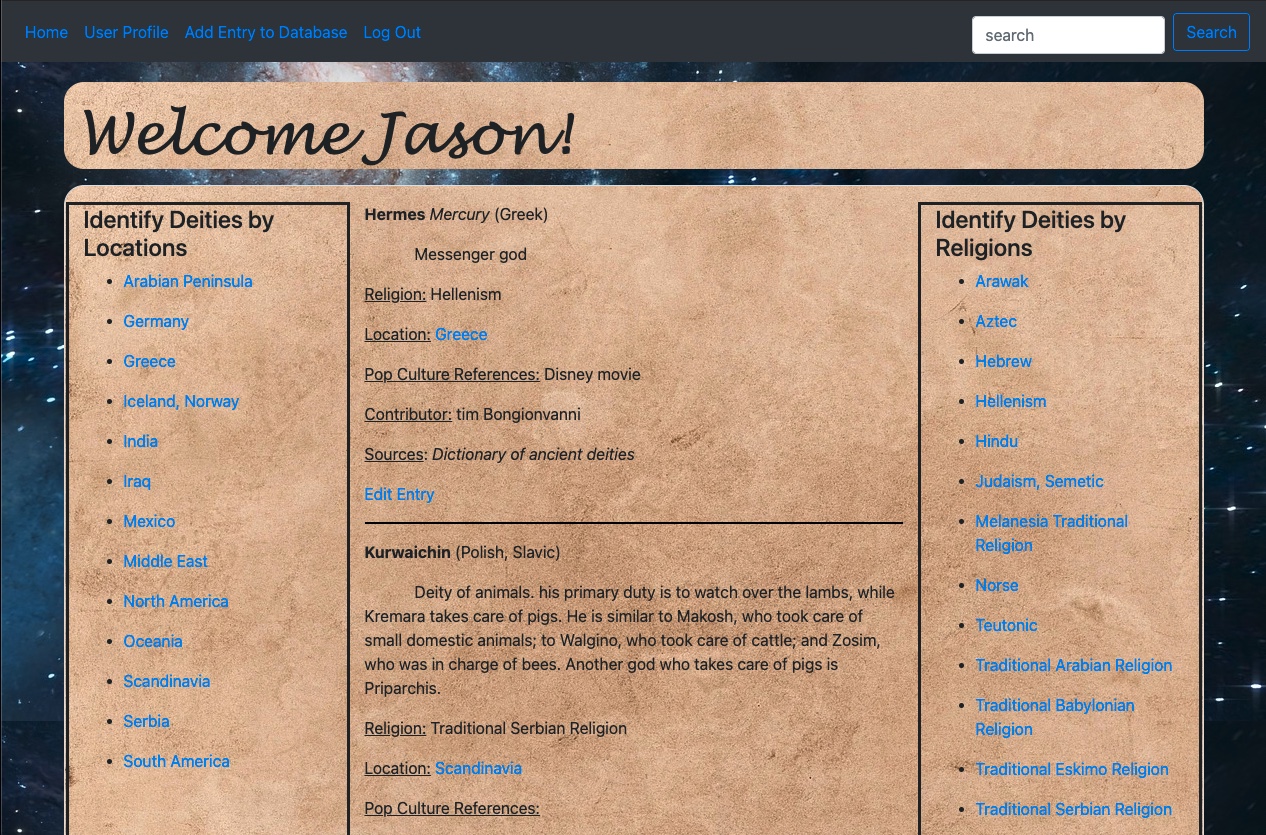 Home User Profile Add Entry to Database Log Out search Search
Welcome Jason!
Identify Deities by
Locations
Arabian Peninsula
Germany
Greece
Iceland, Norway
India
Iraq
Mexico
Middle East
North America
Oceania
Scandinavia
Serbia
South America
Hermes Mercury (Greek)
Messenger god
Religion: Hellenism
Location: Greece
Pop Culture References: Disney movie
Contributor: tim Bongionvanni
Sources: Dictionary of ancient deities
Edit Entry
Kurwaichin (Polish, Slavic)
Deity of animals. his primary duty is to watch over the lambs, while
Kremara takes care of pigs. He is similar to Makosh, who took care of
small domestic animals; to Walgino, who took care of cattle; and Zosim,
who was in charge of bees. Another god who takes care of pigs is
Priparchis.
Religion: Traditional Serbian Religion
Location: Scandinavia
Pop Culture References:
Identify Deities by
Religions
Arawak
Aztec
Hebrew
Hellenism
Hindu
Judaism, Semetic
Melanesia Traditional
Religion
Norse
Teutonic
Traditional Arabian Religion
Traditional Babylonian
Religion
Traditional Eskimo Religion
Traditional Serbian Religion